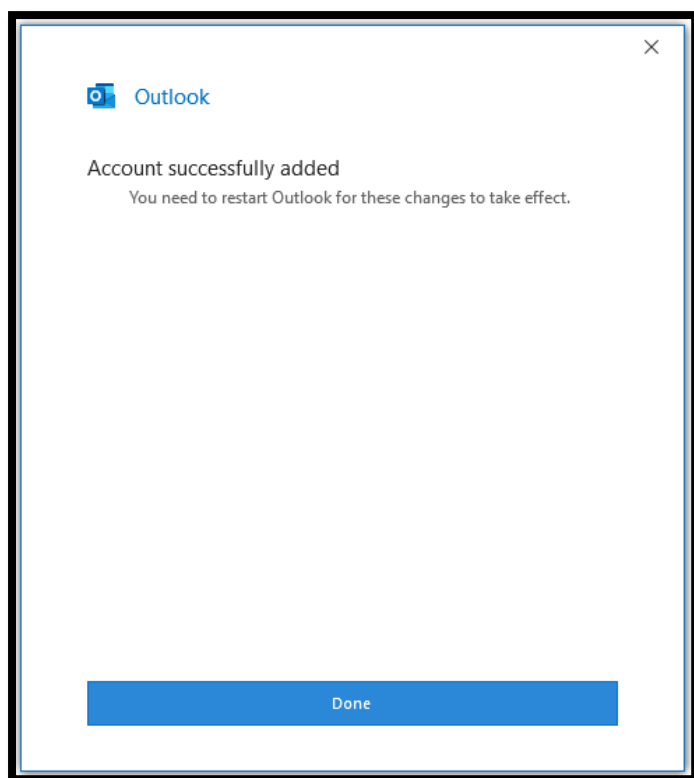 Outlook
Account successfully added
You need to restart Outlook for these changes to take effect.
Done